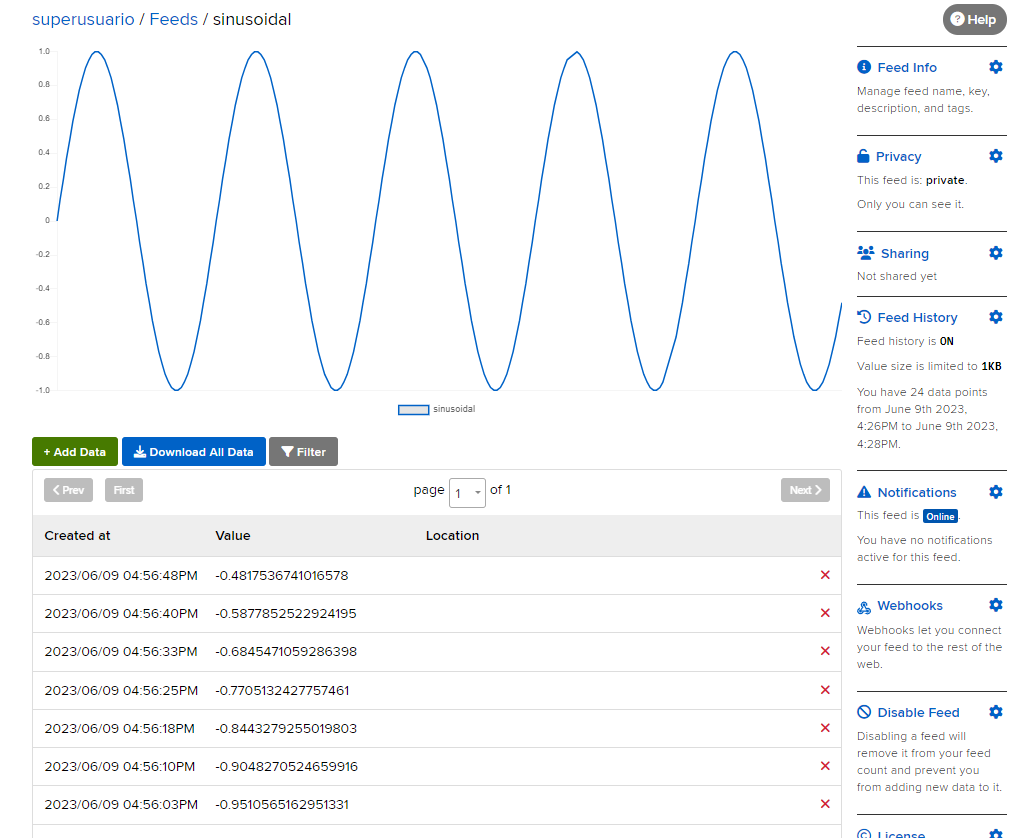 superusuario / Feeds / sinusoidal
? Help
1.0
0.8
0.6
0.4
0.2
0
-0.2
-0.4
-0.6
-0.8
-1.0
sinusoidal
+ Add Data
Download All Data
Filter
Prev
First
page 1 of 1
Next
Created at Value Location
2023/06/09 04:56:48PM -0.4817536741016578
2023/06/09 04:56:40PM -0.5877852522924195
2023/06/09 04:56:33PM -0.6845471059286398
2023/06/09 04:56:25PM -0.7705132427757461
2023/06/09 04:56:18PM -0.8443279255019803
2023/06/09 04:56:10PM -0.9048270524659916
2023/06/09 04:56:03PM -0.9510565162951331
Feed Info
Manage feed name, key,
description, and tags.
Privacy
This feed is: private.
Only you can see it.
Sharing
Not shared yet
Feed History
Feed history is ON
Value size is limited to 1KB
You have 24 data points
from June 9th 2023,
4:26PM to June 9th 2023,
4:28PM.
Notifications
This feed is Online.
You have no notifications
active for this feed.
Webhooks
Webhooks let you connect
your feed to the rest of the
web.
Disable Feed
Disabling a feed will
remove it from your feed
count and prevent you
from adding new data to it.
License